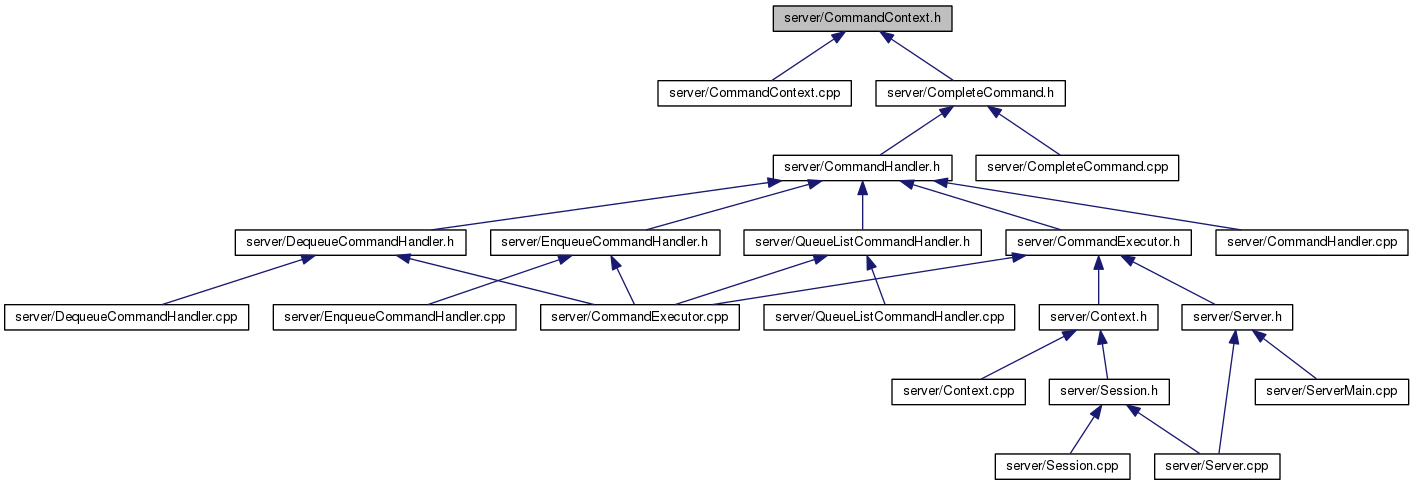 server/CommandContext.h
server/CommandContext.cpp
server/CompleteCommand.h
server/CommandHandler.h
server/CompleteCommand.cpp
server/DequeueCommandHandler.h
server/EnqueueCommandHandler.h
server/QueueListCommandHandler.h
server/CommandExecutor.h
server/CommandHandler.cpp
server/DequeueCommandHandler.cpp
server/EnqueueCommandHandler.cpp
server/CommandExecutor.cpp
server/QueueListCommandHandler.cpp
server/Context.h
server/Server.h
server/Context.cpp
server/Session.h
server/ServerMain.cpp
server/Session.cpp
server/Server.cpp